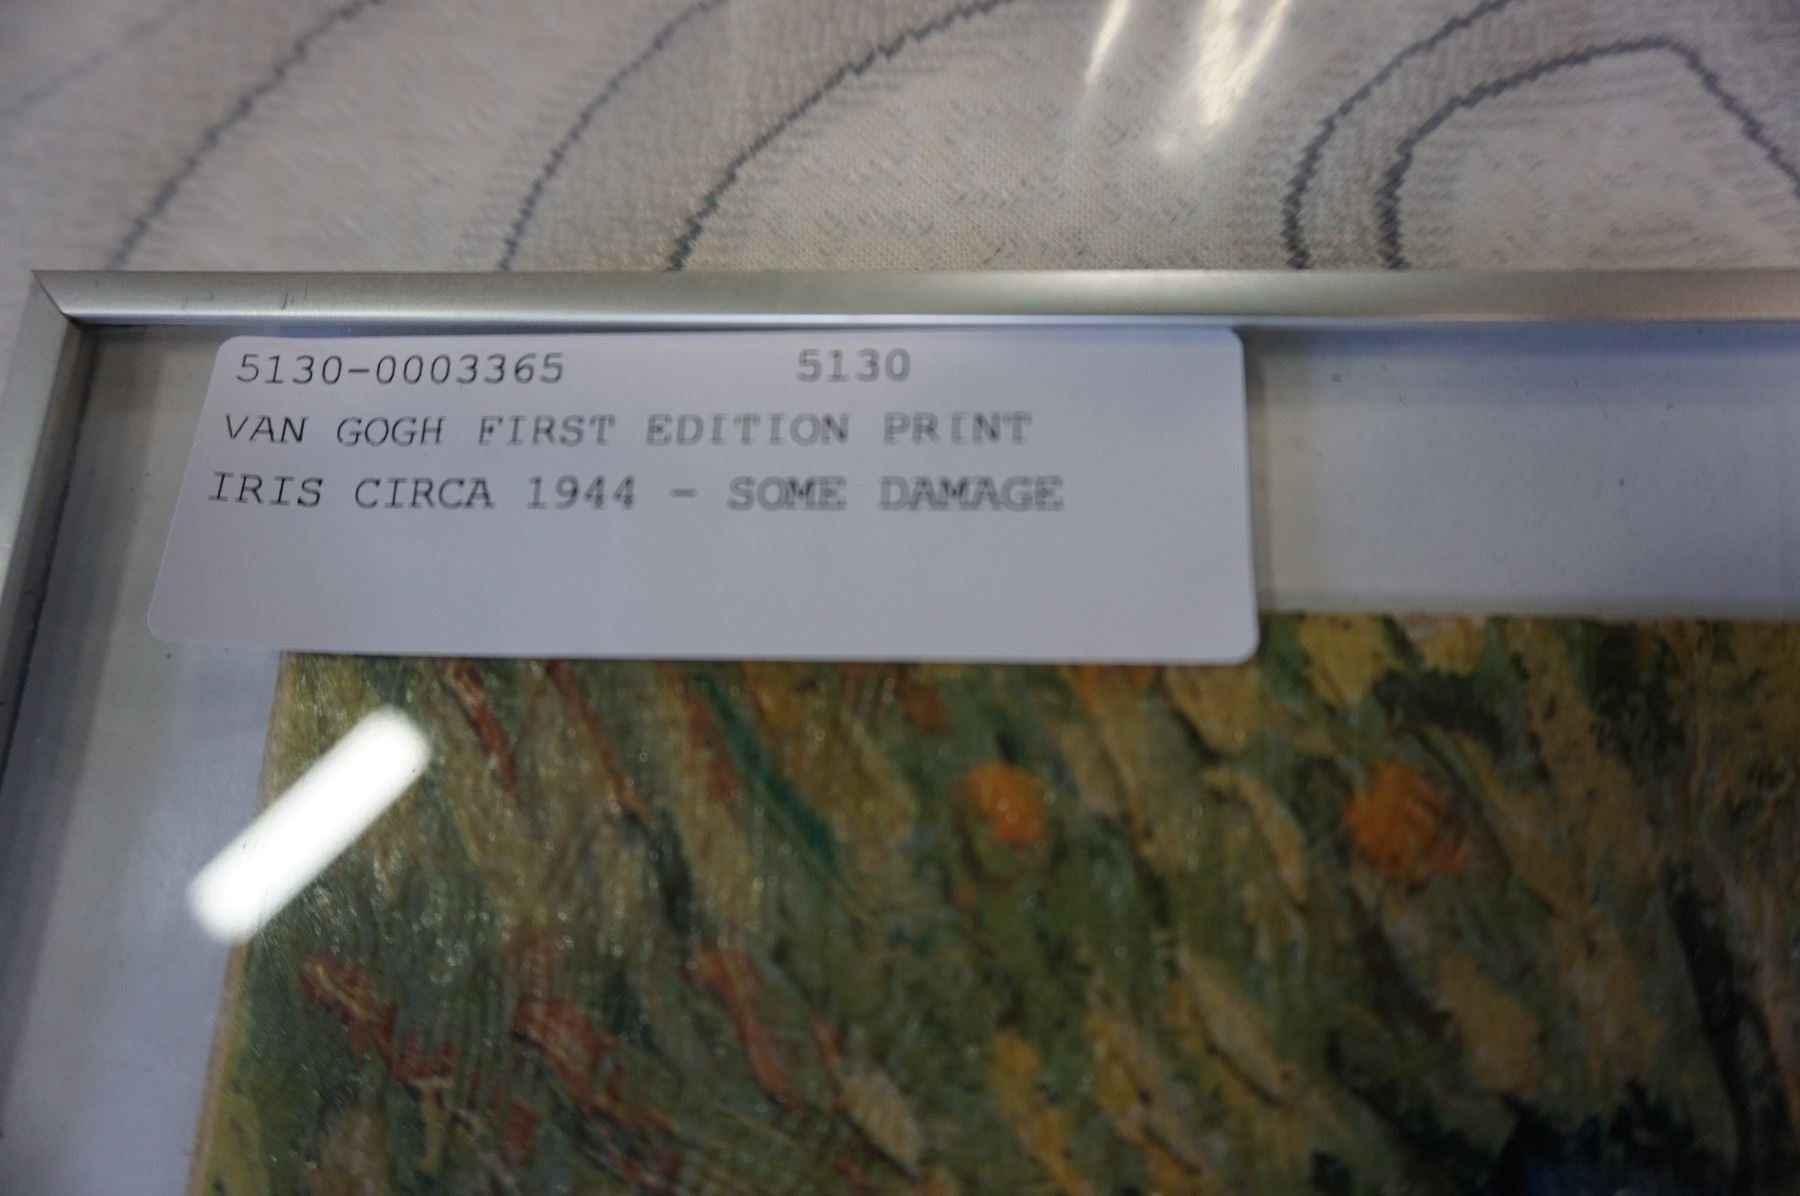 5130-0003365 5130
VAN GOGH FIRST EDITION PRINT
IRIS CIRCA 1944 - SOME DAMAGE